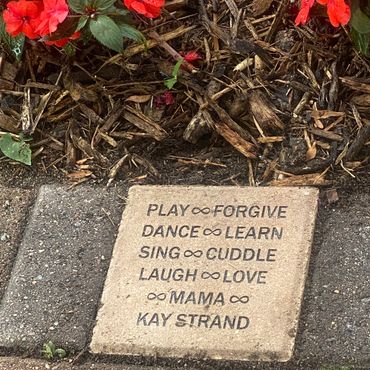 PLAY ∞ FORGIVE
DANCE ∞ LEARN
SING ∞ CUDDLE
LAUGH ∞ LOVE
∞ MAMA ∞
KAY STRAND